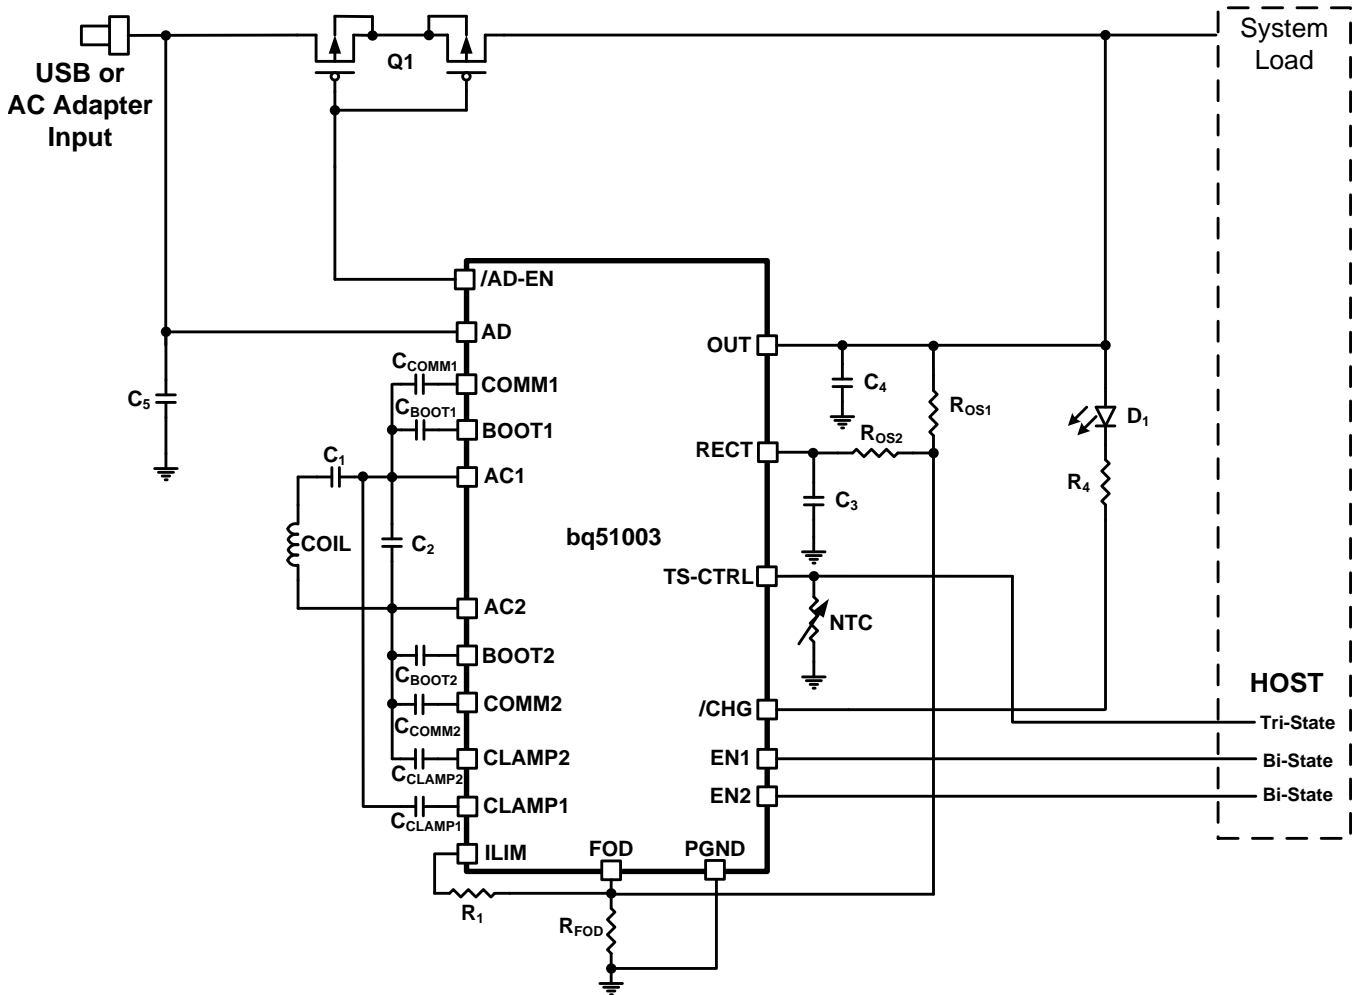 USB or
AC Adapter
Input
Q1
System
Load
/AD-EN
AD
C5
CCOMM1
COMM1
CBOOT1
BOOT1
C1
AC1
COIL
C2
AC2
BOOT2
CBOOT2
COMM2
CCOMM2
CLAMP2
CCLAMP2
CLAMP1
CCLAMP1
ILIM
R1
FOD
PGND
RFOD
bq51003
OUT
C4
ROS1
ROS2
RECT
C3
D1
R4
TS-CTRL
NTC
/CHG
EN1
EN2
HOST
Tri-State
Bi-State
Bi-State